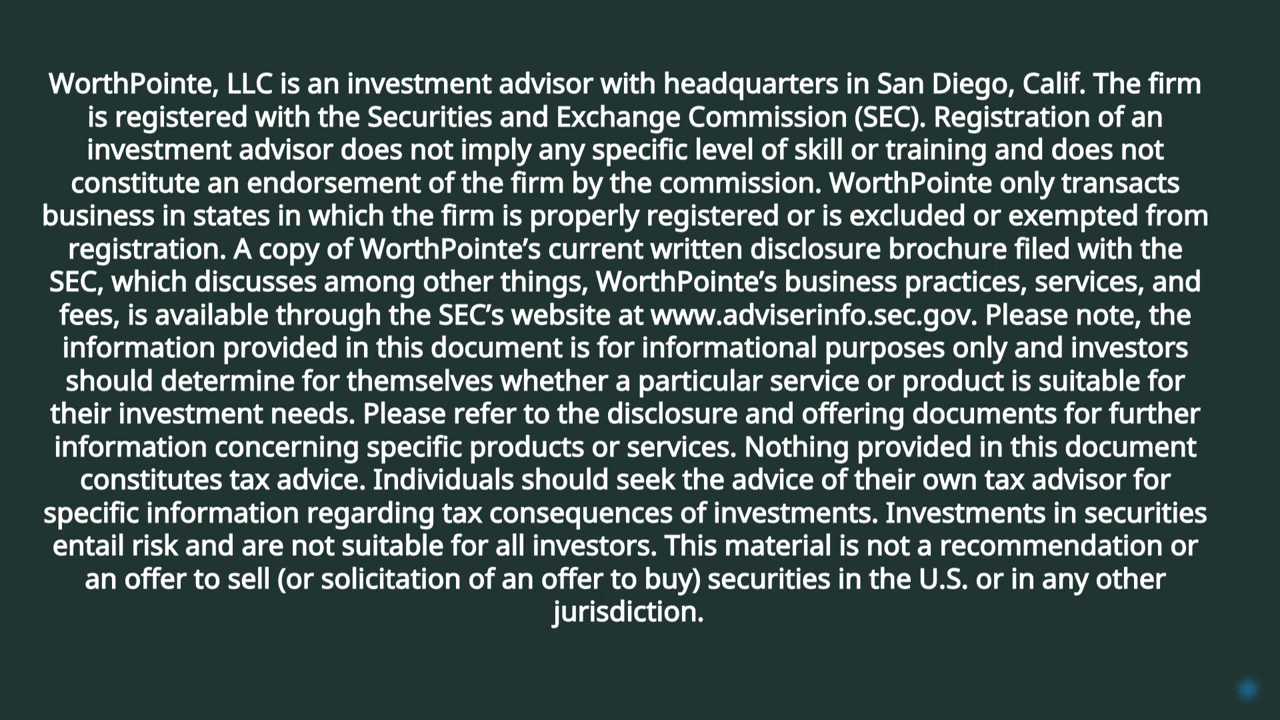 WorthPointe, LLC is an investment advisor with headquarters in San Diego, Calif. The firm
is registered with the Securities and Exchange Commission (SEC). Registration of an
investment advisor does not imply any specific level of skill or training and does not
constitute an endorsement of the firm by the commission. WorthPointe only transacts
business in states in which the firm is properly registered or is excluded or exempted from
registration. A copy of WorthPointe’s current written disclosure brochure filed with the
SEC, which discusses among other things, WorthPointe’s business practices, services, and
fees, is available through the SEC’s website at www.adviserinfo.sec.gov. Please note, the
information provided in this document is for informational purposes only and investors
should determine for themselves whether a particular service or product is suitable for
their investment needs. Please refer to the disclosure and offering documents for further
information concerning specific products or services. Nothing provided in this document
constitutes tax advice. Individuals should seek the advice of their own tax advisor for
specific information regarding tax consequences of investments. Investments in securities
entail risk and are not suitable for all investors. This material is not a recommendation or
an offer to sell (or solicitation of an offer to buy) securities in the U.S. or in any other
jurisdiction.